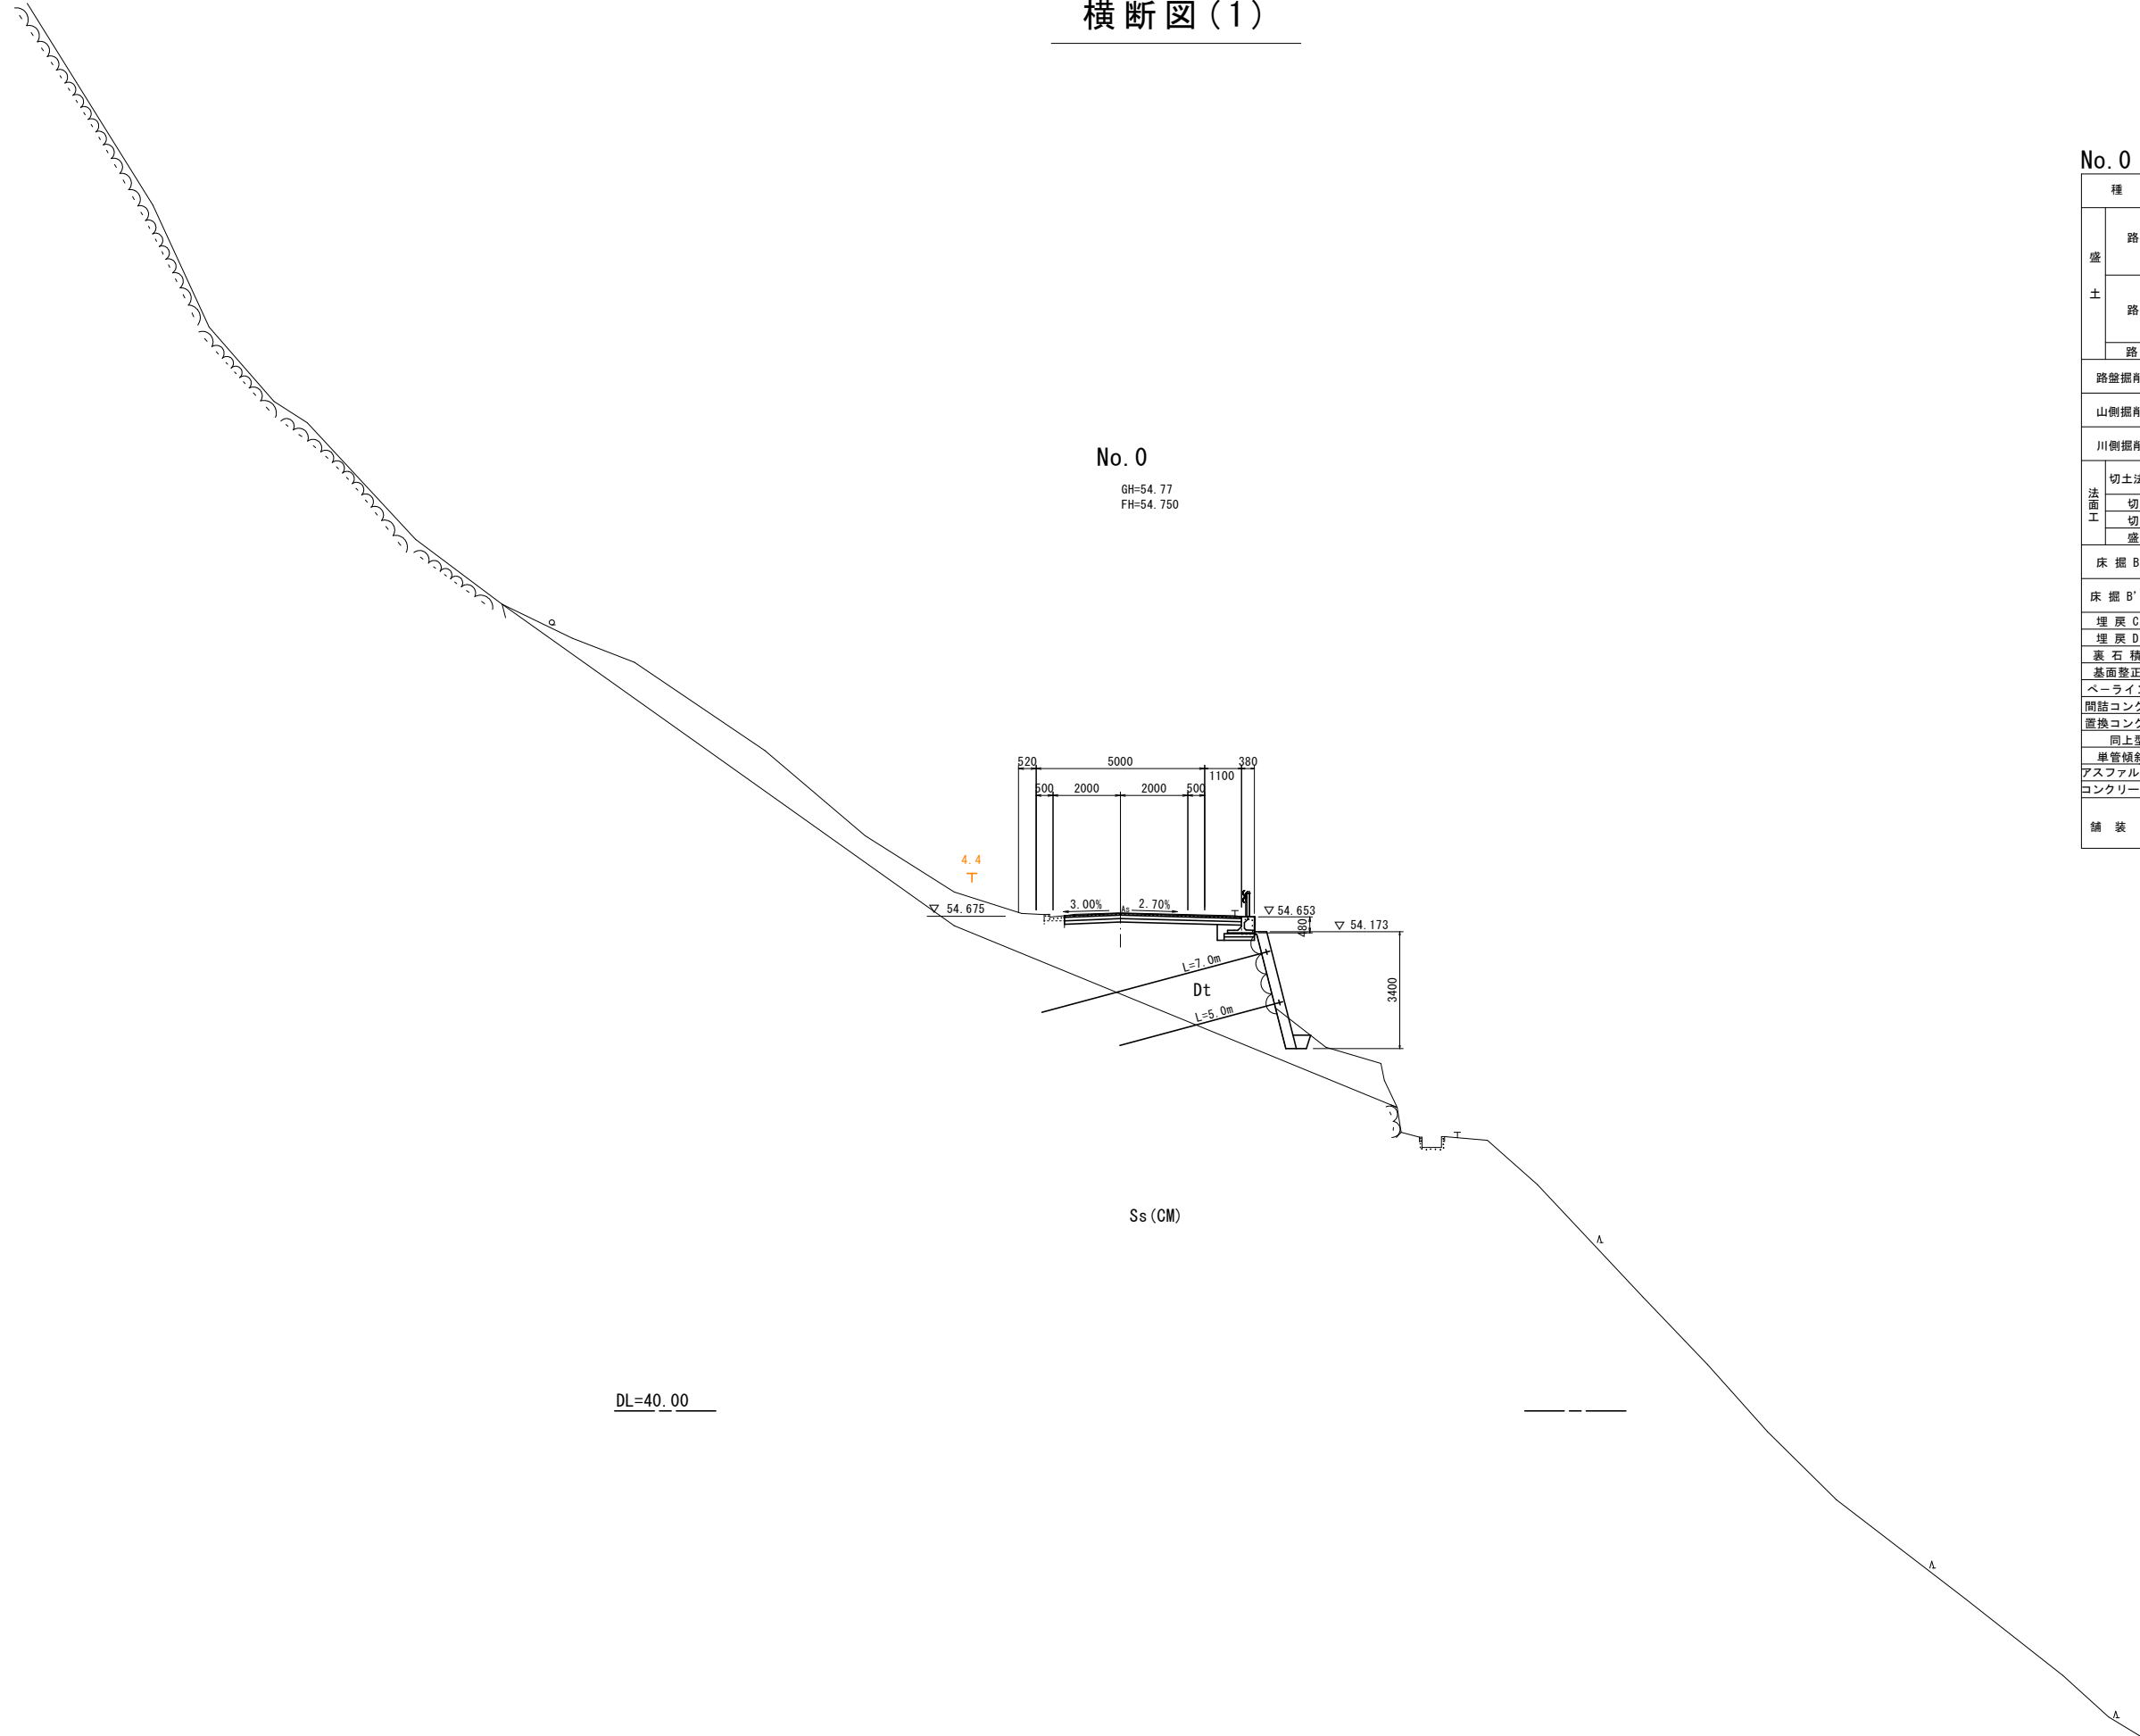 横断図(1)
No.0
GH=54.77
FH=54.750
520
5000
1100
380
500
2000
2000
500
4.4
▽ 54.675
3.00%
As
2.70%
▽ 54.653
480
▽ 54.173
3400
L=7.0m
Dt
L=5.0m
Ss(CM)
DL=40.00
No.0
種
盛土
路
路
路
路盤掘削
山側掘削
川側掘削
法面工
切土法
切
切
盛
床 掘 B
床 掘 B'
埋 戻 C
埋 戻 D
裏 石 積
基面整正
ペーライン
間詰コンク
置換コンク
同上型
単管傾斜
アスファル
コンクリー
舗 装